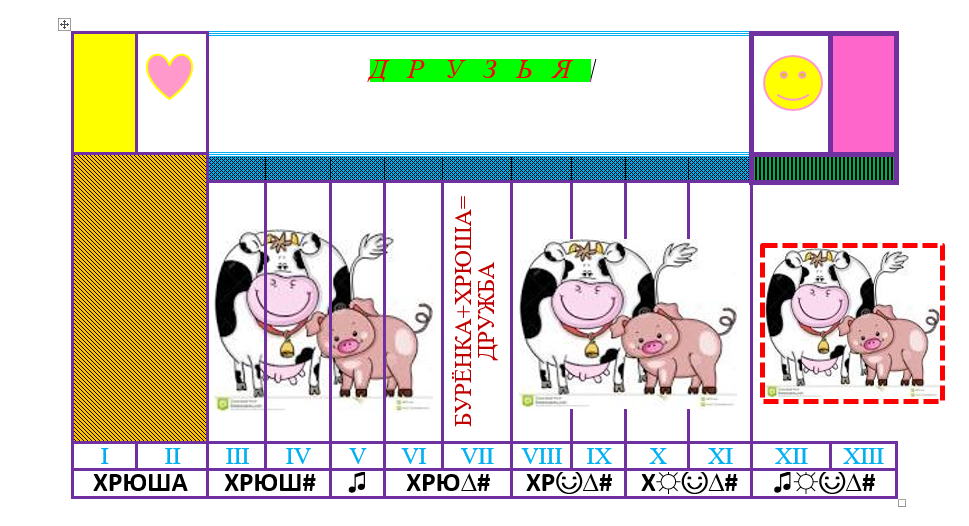 Д Р У З Ь Я /
БУРЁНКА+ХРЮША=
ДРУЖБА
I II III IV V VI VII VIII IX X XI XII XIII
ХРЮША ХРЮШ# ♫ ХРЮ∆# ХР☺∆# Х☼☺∆# ♫☼☺∆#